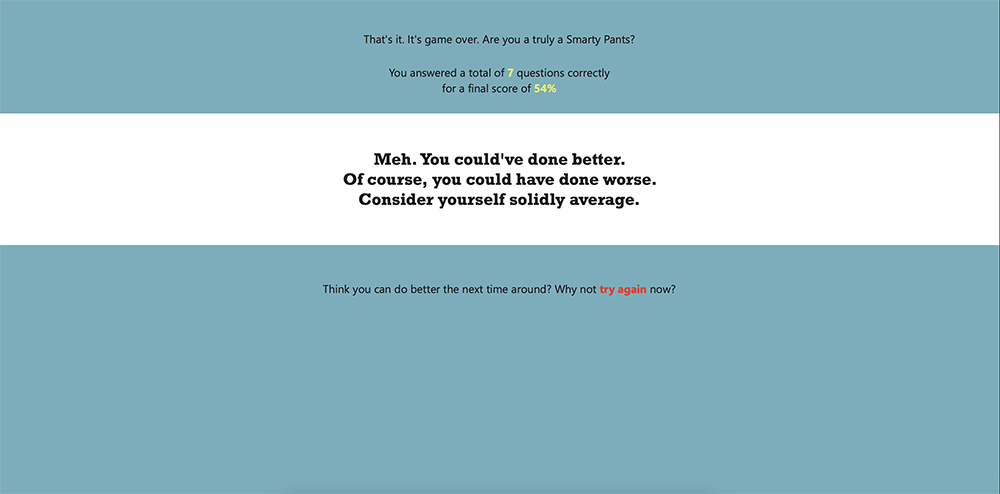 That's it. It's game over. Are you a truly a Smarty Pants?
You answered a total of 7 questions correctly
for a final score of 54%
Meh. You could've done better.
Of course, you could have done worse.
Consider yourself solidly average.
Think you can do better the next time around? Why not try again now?